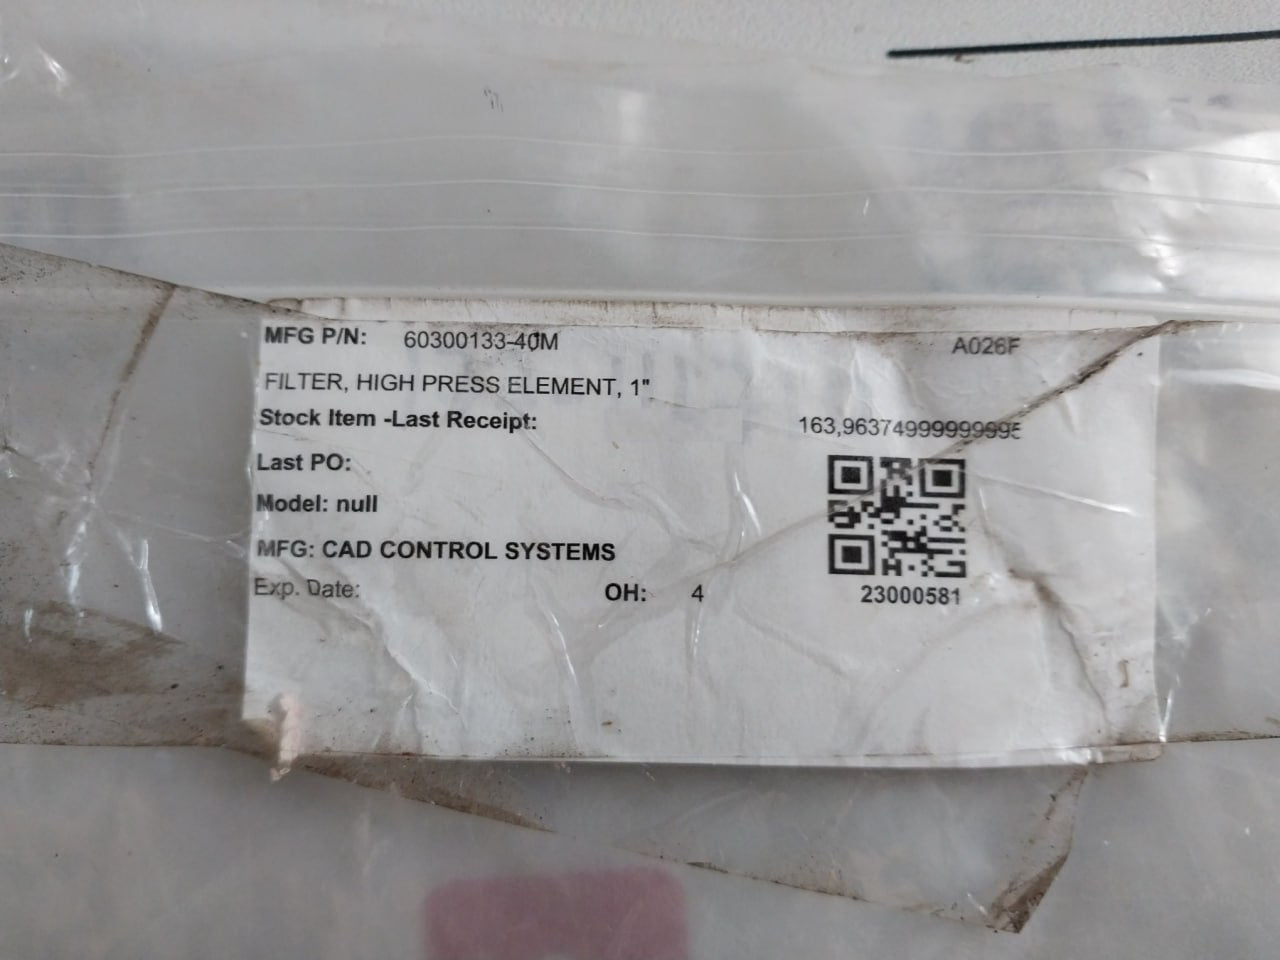 MFG P/N: 60300133-40M A026F
FILTER, HIGH PRESS ELEMENT, 1"
Stock Item -Last Receipt: 163,96374999999995
Last PO:
Model: null
MFG: CAD CONTROL SYSTEMS
Exp. Date: OH: 4
23000581